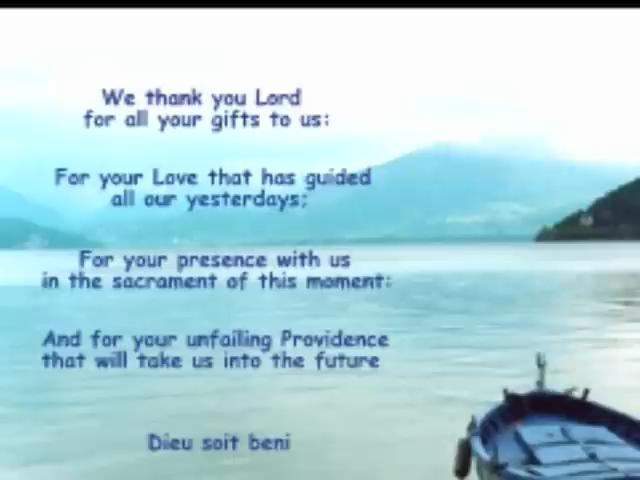 We thank you Lord
for all your gifts to us:
For your Love that has guided
all our yesterdays;
For your presence with us
in the sacrament of this moment:
And for your unfailing Providence
that will take us into the future
Dieu soit beni